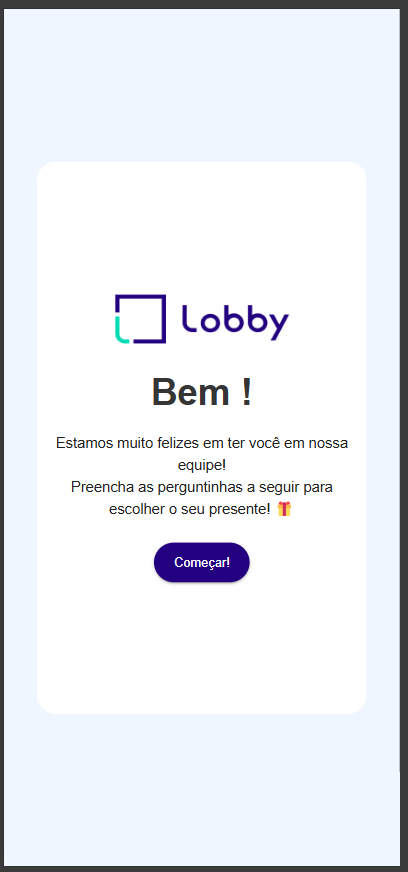 Lobby
Bem !
Estamos muito felizes em ter você em nossa
equipe!
Preencha as perguntinhas a seguir para
escolher o seu presente! 🎁
Começar!